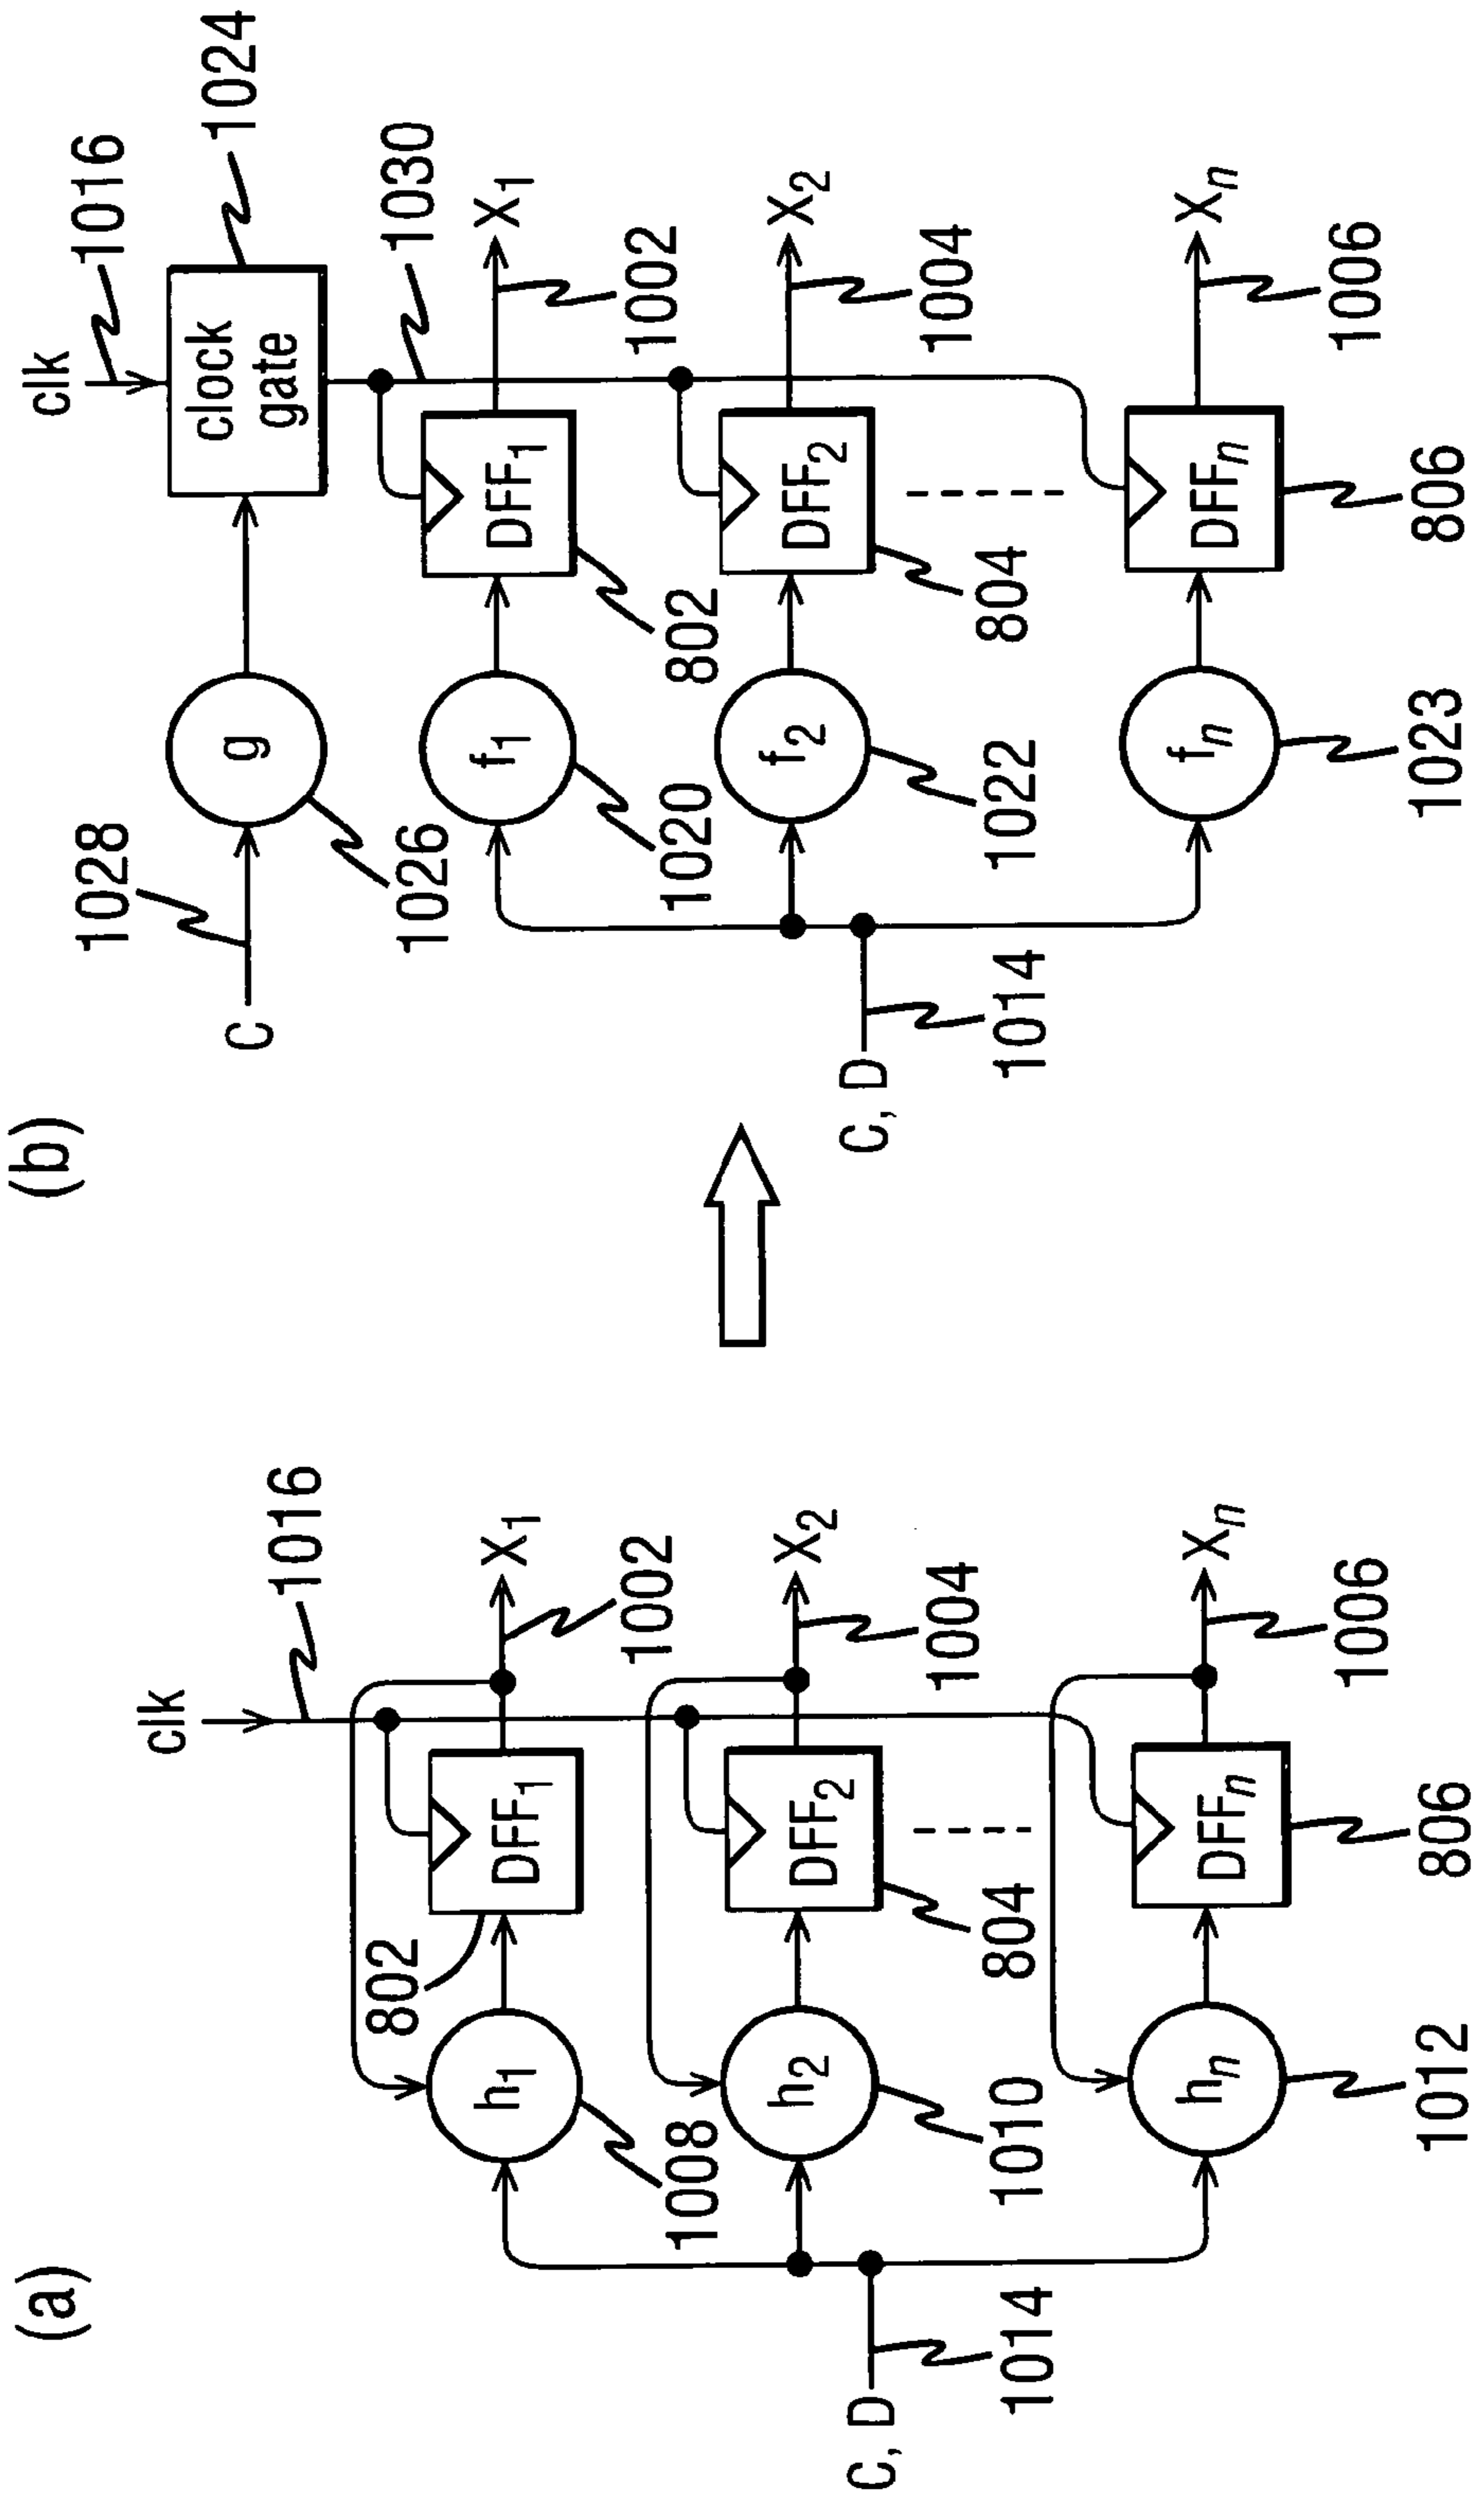 (a)
clk
1016
802
h1
DFF1
X1
1002
1008
h2
DFF2
X2
1004
804
1010
C, D
1014
hn
DFFn
Xn
1006
806
1012
(b)
clk
1016
1024
1028
C
g
clock
gate
1026
1030
f1
DFF1
X1
1002
802
1020
f2
DFF2
X2
1004
804
1022
C, D
1014
fn
DFFn
Xn
1006
806
1023